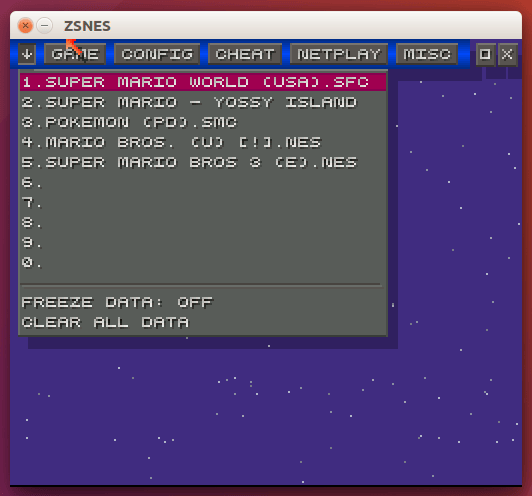 ZSNES
GAME CONFIG CHEAT NETPLAY MISC
1.SUPER MARIO WORLD (USA).SFC
2.SUPER MARIO - YOSSY ISLAND
3.POKEMON (PD).SMC
4.MARIO BROS. (U) [!].NES
5.SUPER MARIO BROS 3 (E).NES
6.
7.
8.
9.
0.
FREEZE DATA: OFF
CLEAR ALL DATA